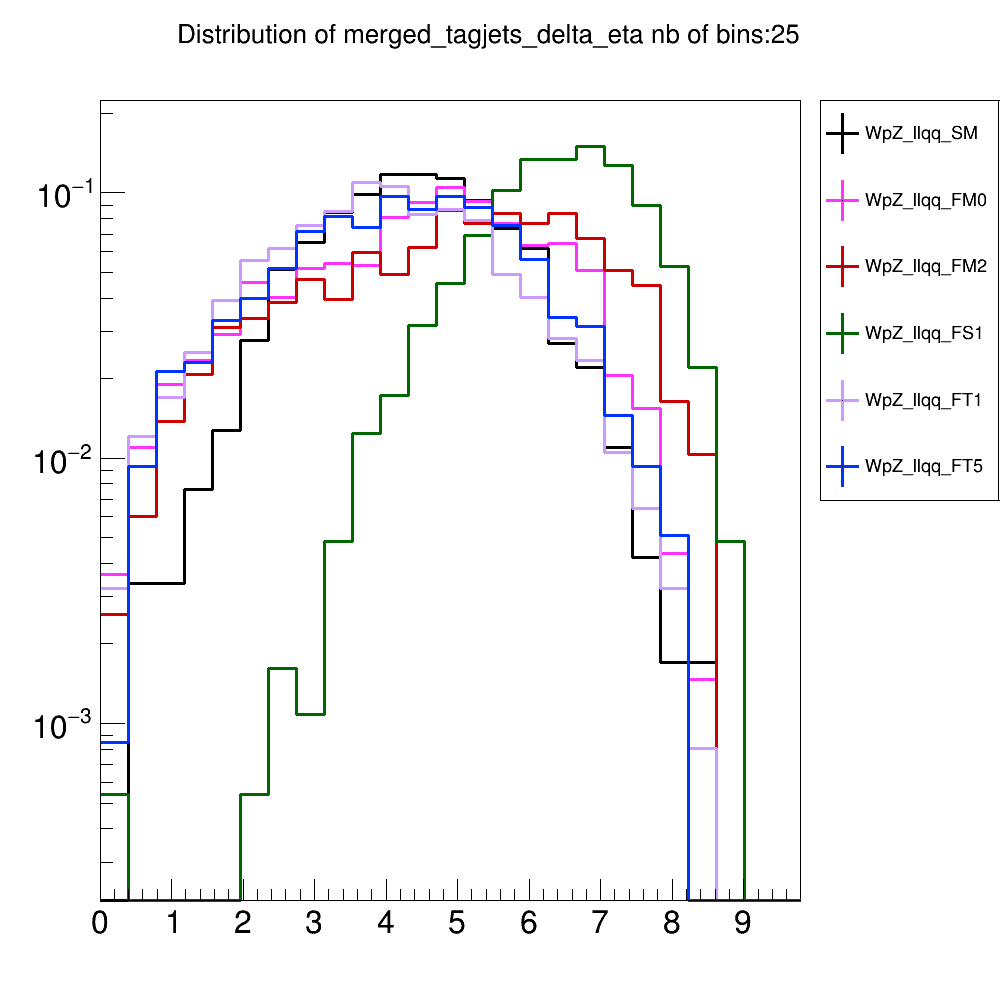 Distribution of merged_tagjets_delta_eta nb of bins:25
10⁻¹
10⁻²
10⁻³
0 1 2 3 4 5 6 7 8 9
WpZ_llqq_SM
WpZ_llqq_FM0
WpZ_llqq_FM2
WpZ_llqq_FS1
WpZ_llqq_FT1
WpZ_llqq_FT5